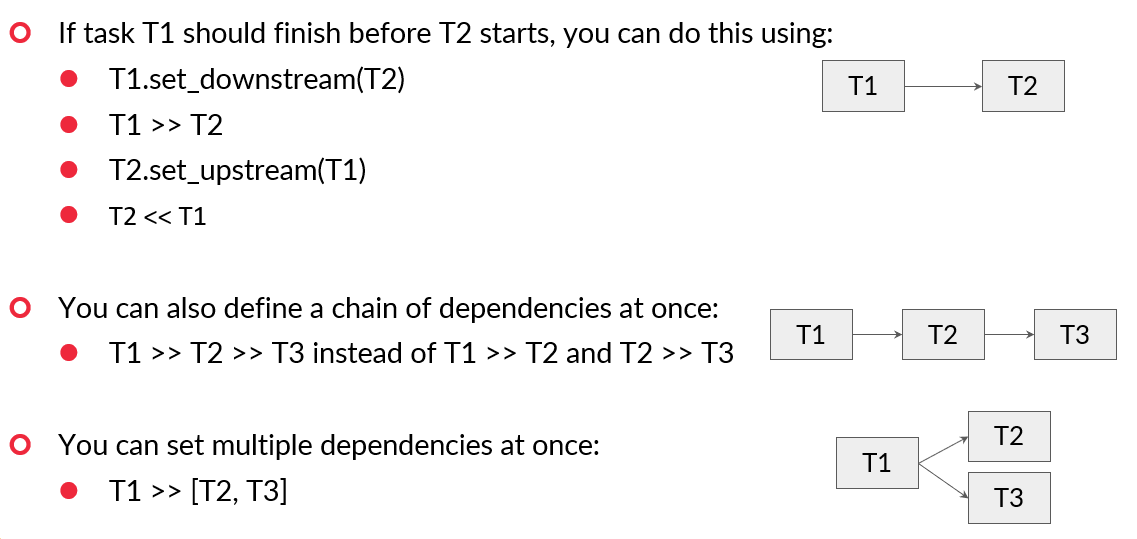 If task T1 should finish before T2 starts, you can do this using:
T1.set_downstream(T2)
T1 >> T2
T2.set_upstream(T1)
T2 << T1
T1
T2
You can also define a chain of dependencies at once:
T1 >> T2 >> T3 instead of T1 >> T2 and T2 >> T3
T1
T2
T3
You can set multiple dependencies at once:
T1 >> [T2, T3]
T1
T2
T3